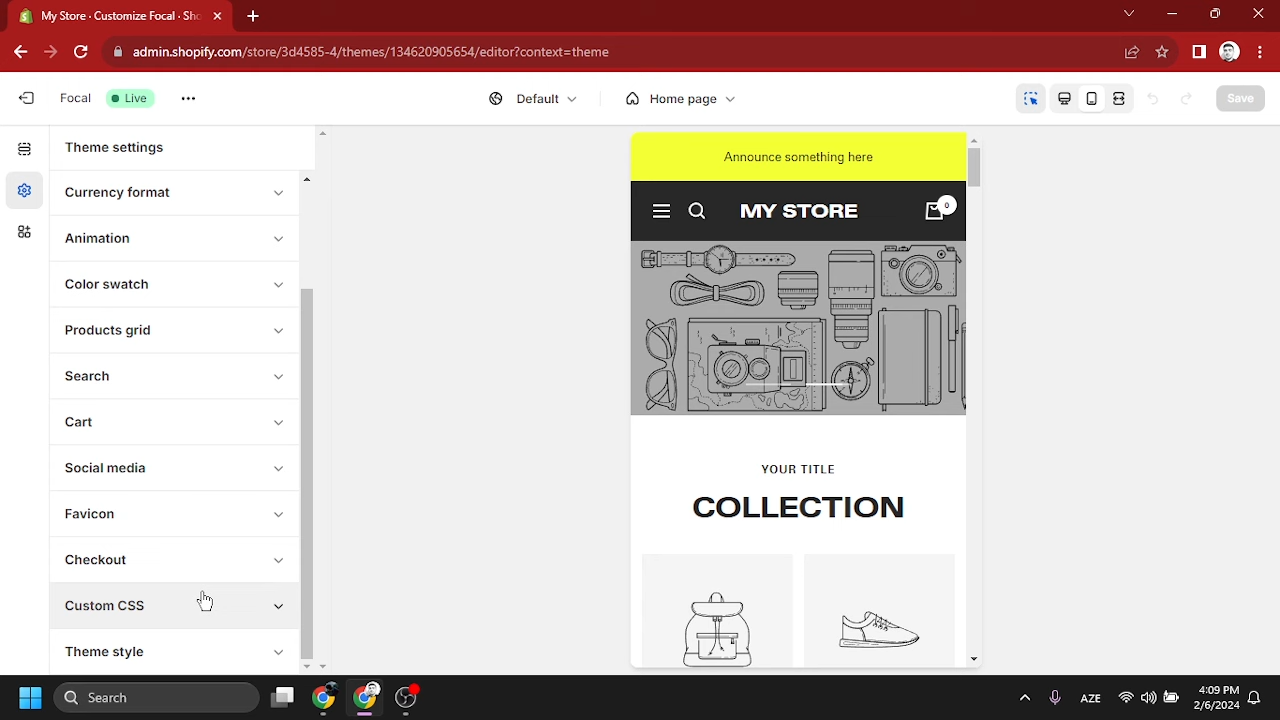 My Store · Customize Focal · Sho
admin.shopify.com/store/3d4585-4/themes/134620905654/editor?context=theme
Focal
Live
Default
Home page
Save
Theme settings
Currency format
Animation
Color swatch
Products grid
Search
Cart
Social media
Favicon
Checkout
Custom CSS
Theme style
Announce something here
MY STORE
0
YOUR TITLE
COLLECTION
Search
AZE
4:09 PM
2/6/2024